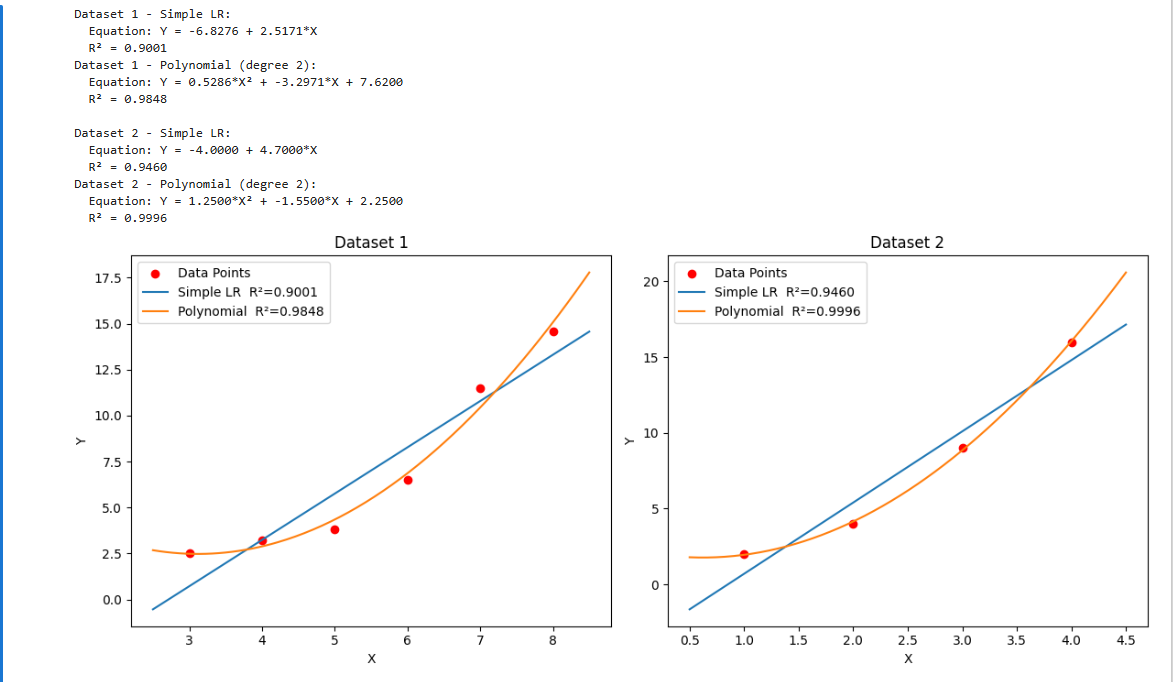 Dataset 1 - Simple LR:
Equation: Y = -6.8276 + 2.5171*X
R² = 0.9001
Dataset 1 - Polynomial (degree 2):
Equation: Y = 0.5286*X² + -3.2971*X + 7.6200
R² = 0.9848
Dataset 2 - Simple LR:
Equation: Y = -4.0000 + 4.7000*X
R² = 0.9460
Dataset 2 - Polynomial (degree 2):
Equation: Y = 1.2500*X² + -1.5500*X + 2.2500
R² = 0.9996
Dataset 1
Data Points
Simple LR R²=0.9001
Polynomial R²=0.9848
17.5
15.0
12.5
10.0
7.5
5.0
2.5
0.0
Y
3 4 5 6 7 8
X
Dataset 2
Data Points
Simple LR R²=0.9460
Polynomial R²=0.9996
20
15
10
5
0
Y
0.5 1.0 1.5 2.0 2.5 3.0 3.5 4.0 4.5
X